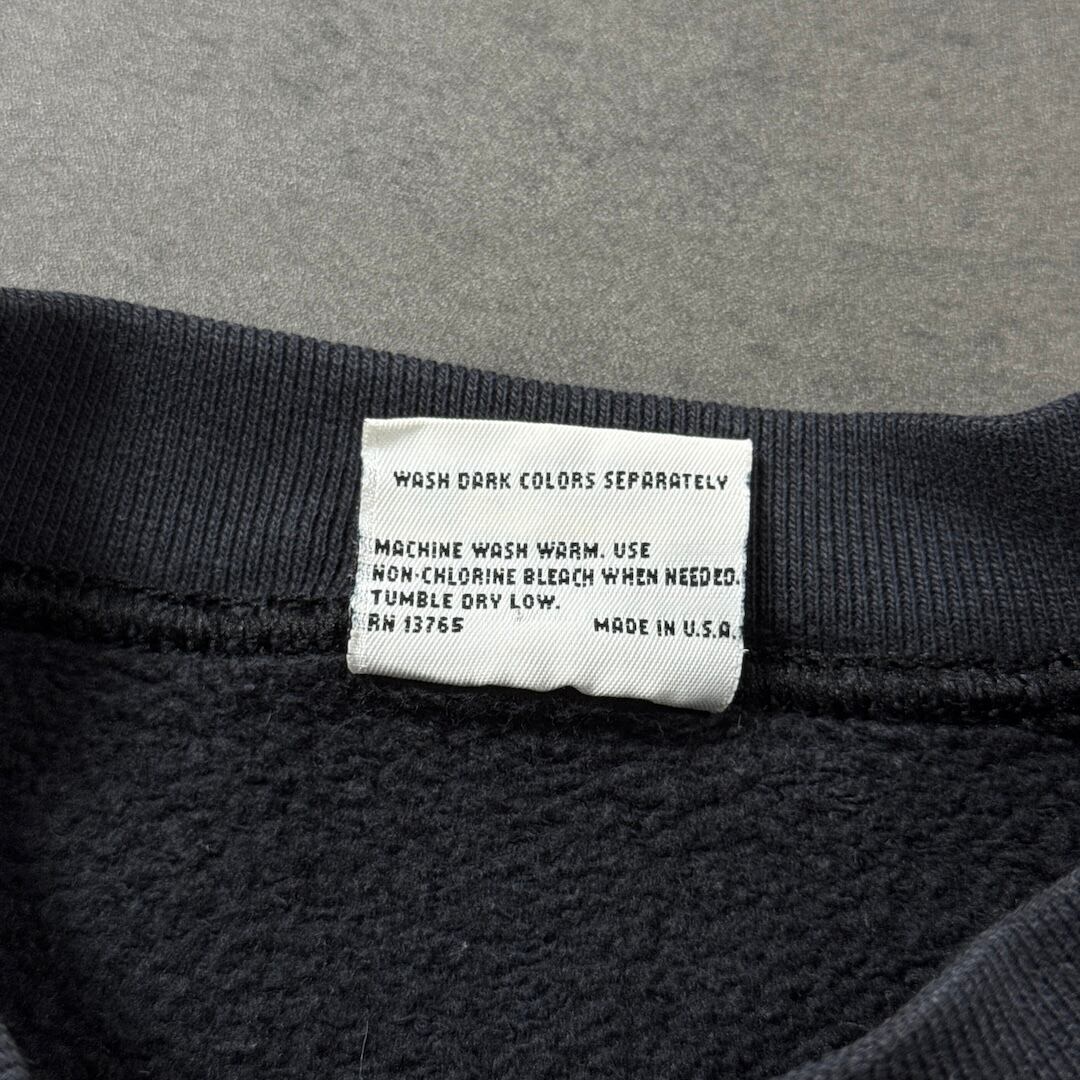 WASH DARK COLORS SEPARATELY
MACHINE WASH WARM. USE
NON-CHLORINE BLEACH WHEN NEEDED.
TUMBLE DRY LOW.
RN 13765 MADE IN U.S.A.